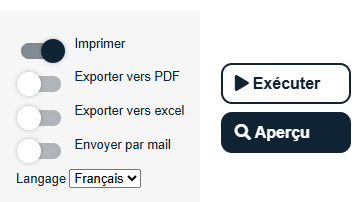 Imprimer
Exporter vers PDF
Exporter vers excel
Envoyer par mail
Langage Français
Exécuter
Aperçu